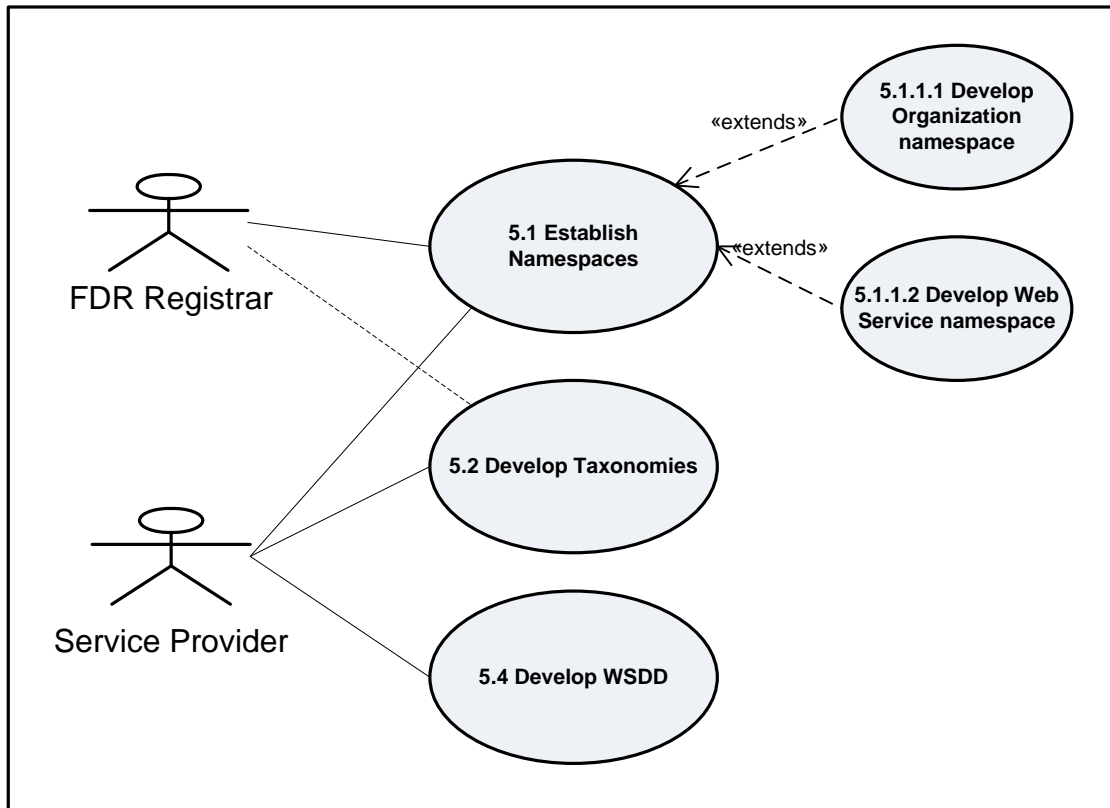 5.1.1.1 Develop
Organization
namespace
«extends»
5.1 Establish
Namespaces
«extends»
5.1.1.2 Develop Web
Service namespace
FDR Registrar
5.2 Develop Taxonomies
Service Provider
5.4 Develop WSDD